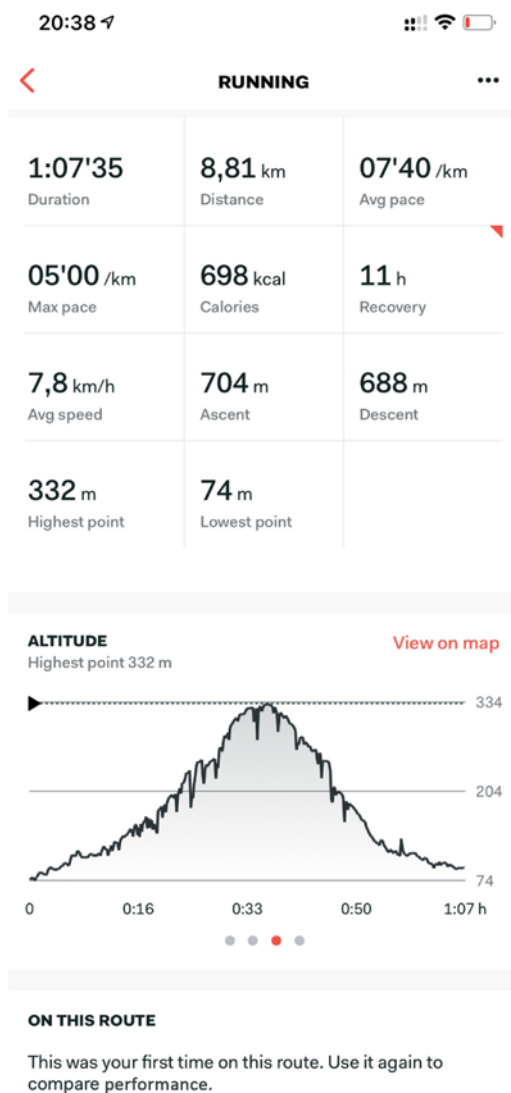 20:38
RUNNING
1:07'35 8,81 km 07'40 /km
Duration Distance Avg pace
05'00 /km 698 kcal 11 h
Max pace Calories Recovery
7,8 km/h 704 m 688 m
Avg speed Ascent Descent
332 m 74 m
Highest point Lowest point
ALTITUDE View on map
Highest point 332 m
334
204
74
0 0:16 0:33 0:50 1:07 h
ON THIS ROUTE
This was your first time on this route. Use it again to
compare performance.